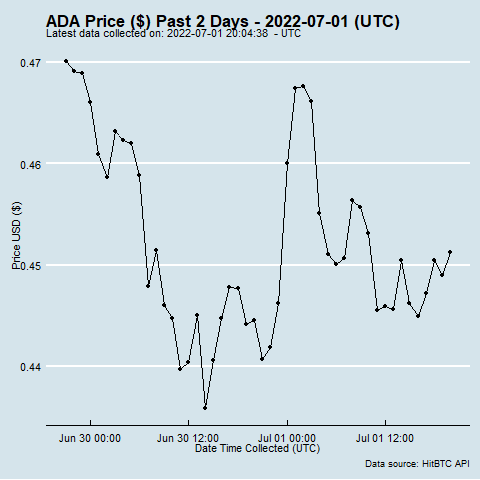 ADA Price ($) Past 2 Days - 2022-07-01 (UTC)
Latest data collected on: 2022-07-01 20:04:38 - UTC
0.47
0.46
0.45
0.44
Price USD ($)
Jun 30 00:00
Jun 30 12:00
Jul 01 00:00
Jul 01 12:00
Date Time Collected (UTC)
Data source: HitBTC API